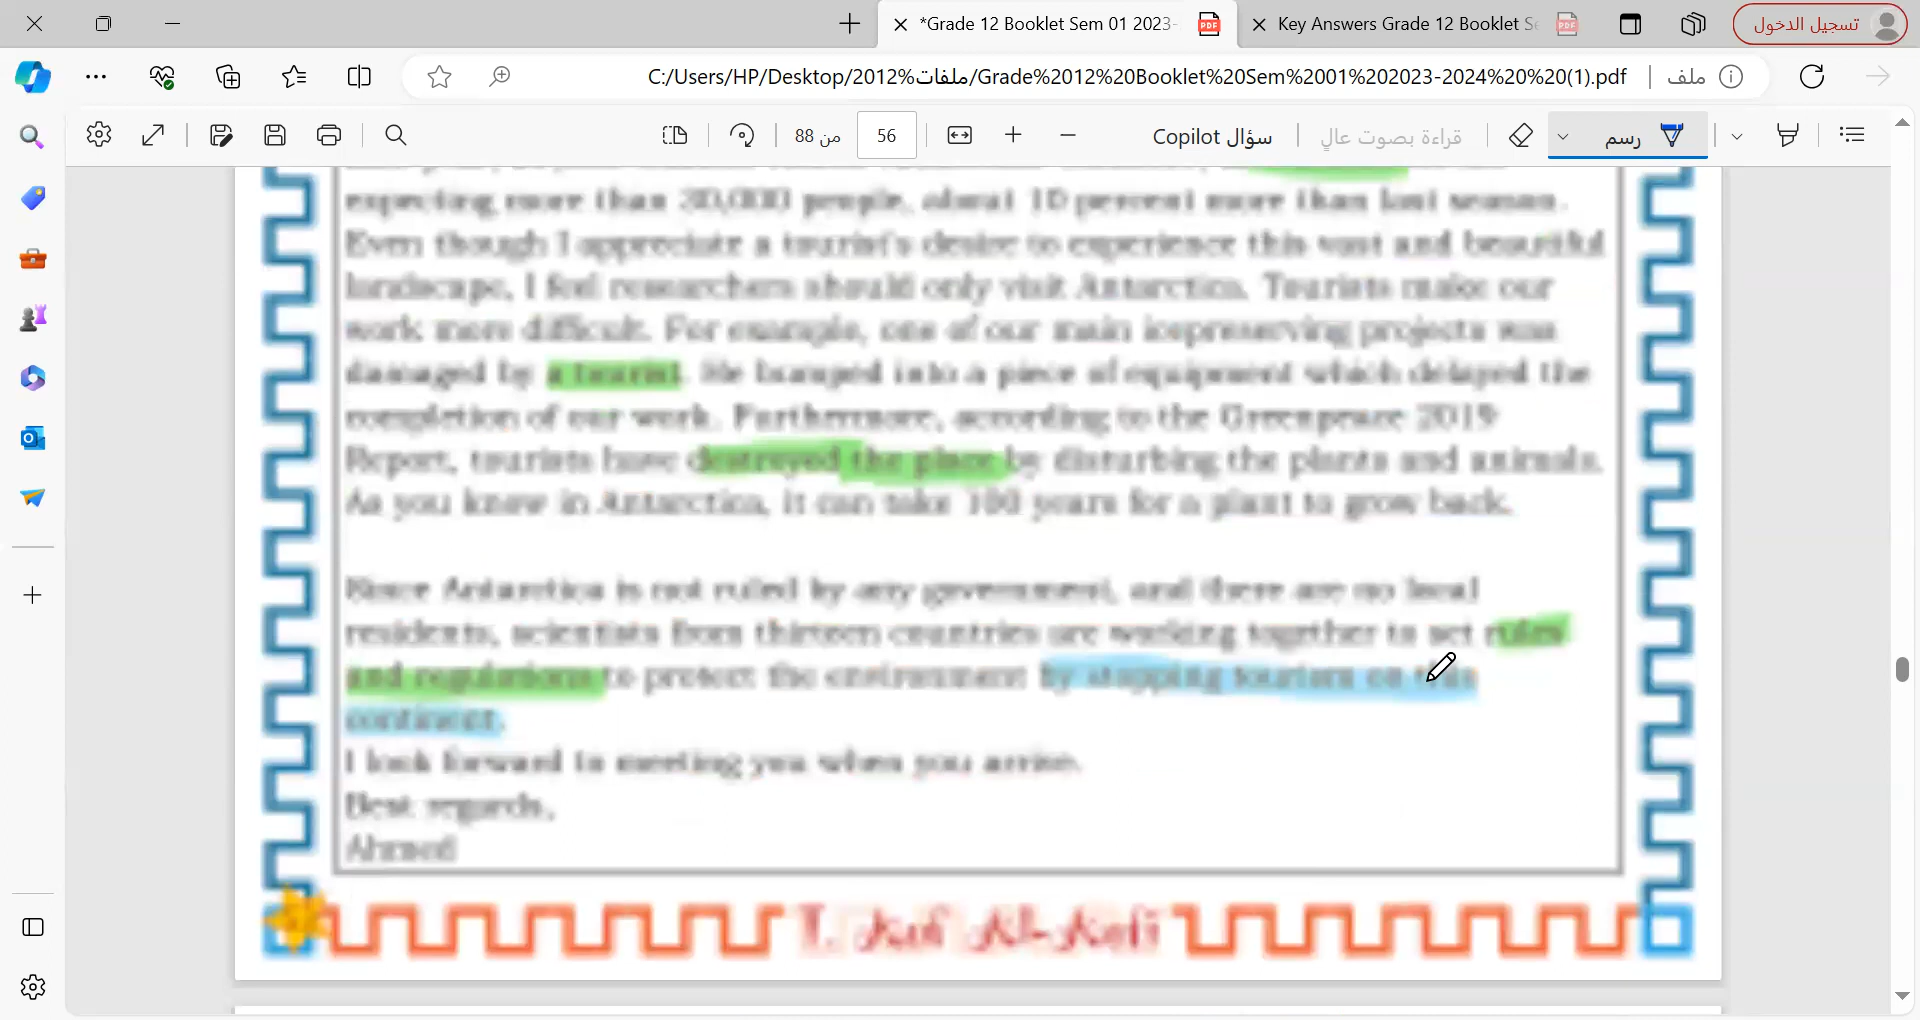 *Grade 12 Booklet Sem 01 2023-
Key Answers Grade 12 Booklet Se
تسجيل الدخول
C:/Users/HP/Desktop/2012%ملفات/Grade%2012%20Booklet%20Sem%2001%202023-2024%20%20(1).pdf
ملف
88 من
56
سؤال Copilot
قراءة بصوت عالٍ
رسم
expecting more than 30,000 people, about 10 percent more than last season.
Even though I appreciate a tourist's desire to experience this vast and beautiful
landscape, I feel researchers should only visit Antarctica. Tourists make our
work more difficult. For example, one of our main icepreserving projects was
damaged by a tourist. He bumped into a piece of equipment which delayed the
completion of our work. Furthermore, according to the Greenpeace 2019
Report, tourists have destroyed the place by disturbing the plants and animals.
As you know in Antarctica, it can take 100 years for a plant to grow back.
Since Antarctica is not ruled by any government, and there are no local
residents, scientists from thirteen countries are working together to set rules
and regulations to protect the environment by stopping tourism on this
continent.
I look forward to meeting you when you arrive.
Best regards,
Ahmed